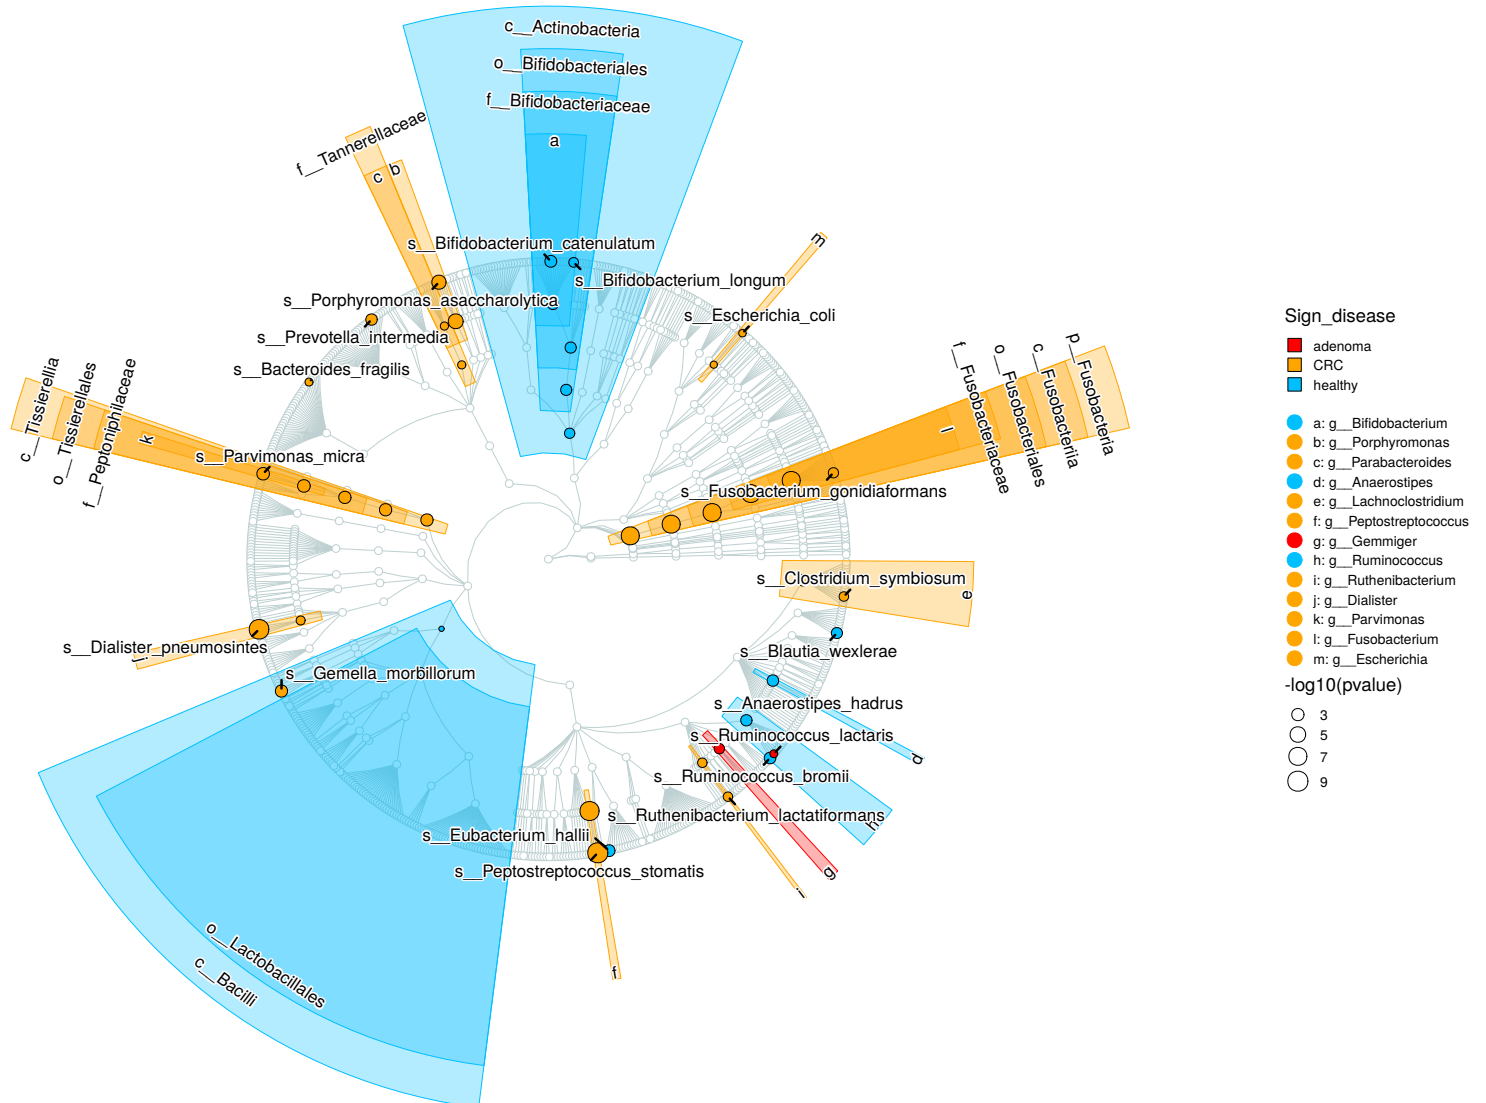 c__Actinobacteria
o__Bifidobacteriales
f__Bifidobacteriaceae
a
f__Tannerellaceae
c
b
s__Bifidobacterium_catenulatum
s__Bifidobacterium_longum
m
s__Porphyromonas_asaccharolytica
s__Escherichia_coli
s__Prevotella_intermedia
s__Bacteroides_fragilis
c__Tissierellia
o__Tissierellales
f__Peptoniphilaceae
k
s__Parvimonas_micra
l
f__Fusobacteriaceae
o__Fusobacteriales
c__Fusobacteriia
p__Fusobacteria
s__Fusobacterium_gonidiaformans
s__Clostridium_symbiosum
e
s__Dialister_pneumosintes
j
s__Blautia_wexlerae
s__Gemella_morbillorum
s__Anaerostipes_hadrus
d
s__Ruminococcus_lactaris
s__Ruminococcus_bromii
s__Ruthenibacterium_lactatiformans
h
s__Eubacterium_hallii
s__Peptostreptococcus_stomatis
g
i
f
o__Lactobacillales
c__Bacilli
Sign_disease
adenoma
CRC
healthy
a: g__Bifidobacterium
b: g__Porphyromonas
c: g__Parabacteroides
d: g__Anaerostipes
e: g__Lachnoclostridium
f: g__Peptostreptococcus
g: g__Gemmiger
h: g__Ruminococcus
i: g__Ruthenibacterium
j: g__Dialister
k: g__Parvimonas
l: g__Fusobacterium
m: g__Escherichia
-log10(pvalue)
3
5
7
9